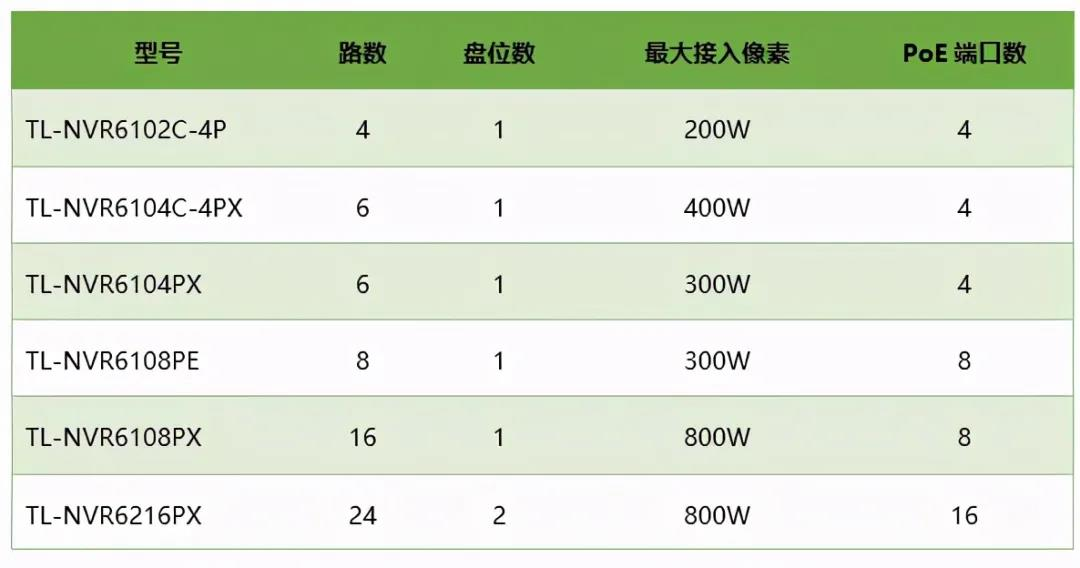 型号 路数 盘位数 最大接入像素 PoE 端口数
TL-NVR6102C-4P 4 1 200W 4
TL-NVR6104C-4PX 6 1 400W 4
TL-NVR6104PX 6 1 300W 4
TL-NVR6108PE 8 1 300W 8
TL-NVR6108PX 16 1 800W 8
TL-NVR6216PX 24 2 800W 16